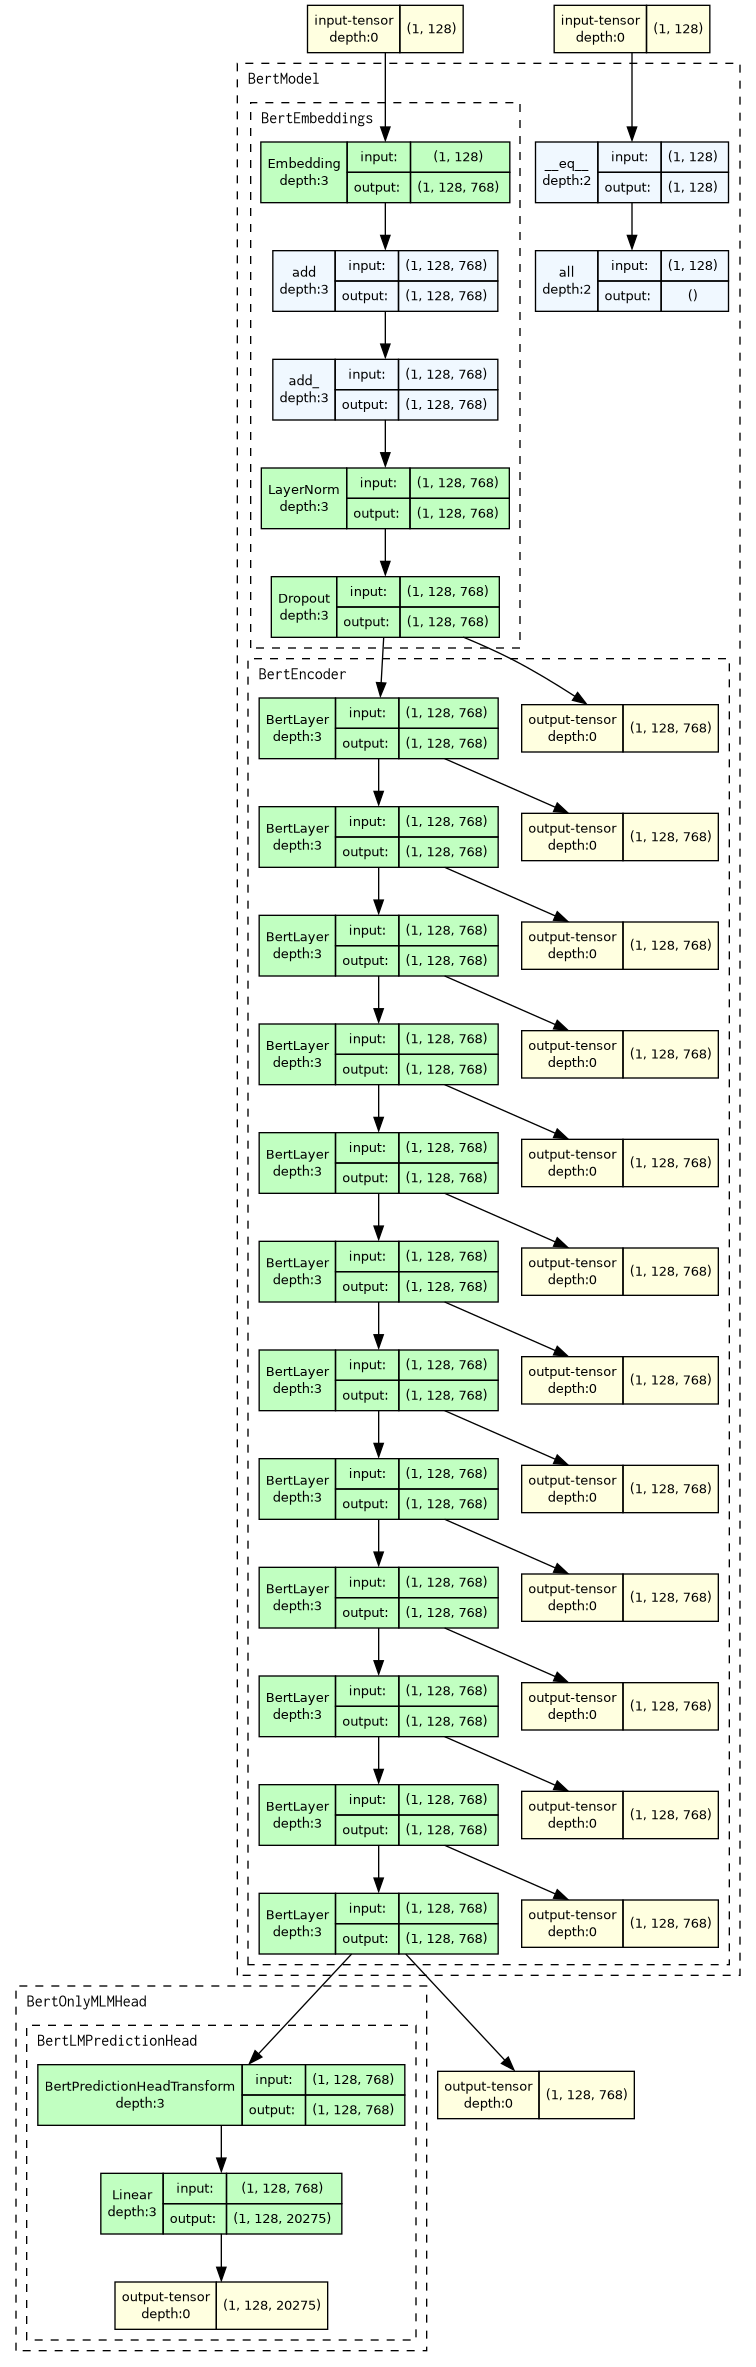 input-tensor
depth:0
(1, 128)
input-tensor
depth:0
(1, 128)
BertModel
BertEmbeddings
Embedding
depth:3
input:
(1, 128)
output:
(1, 128, 768)
__eq__
depth:2
input:
(1, 128)
output:
(1, 128)
add
depth:3
input:
(1, 128, 768)
output:
(1, 128, 768)
all
depth:2
input:
(1, 128)
output:
()
add_
depth:3
input:
(1, 128, 768)
output:
(1, 128, 768)
LayerNorm
depth:3
input:
(1, 128, 768)
output:
(1, 128, 768)
Dropout
depth:3
input:
(1, 128, 768)
output:
(1, 128, 768)
BertEncoder
BertLayer
depth:3
input:
(1, 128, 768)
output:
(1, 128, 768)
output-tensor
depth:0
(1, 128, 768)
BertLayer
depth:3
input:
(1, 128, 768)
output:
(1, 128, 768)
output-tensor
depth:0
(1, 128, 768)
BertLayer
depth:3
input:
(1, 128, 768)
output:
(1, 128, 768)
output-tensor
depth:0
(1, 128, 768)
BertLayer
depth:3
input:
(1, 128, 768)
output:
(1, 128, 768)
output-tensor
depth:0
(1, 128, 768)
BertLayer
depth:3
input:
(1, 128, 768)
output:
(1, 128, 768)
output-tensor
depth:0
(1, 128, 768)
BertLayer
depth:3
input:
(1, 128, 768)
output:
(1, 128, 768)
output-tensor
depth:0
(1, 128, 768)
BertLayer
depth:3
input:
(1, 128, 768)
output:
(1, 128, 768)
output-tensor
depth:0
(1, 128, 768)
BertLayer
depth:3
input:
(1, 128, 768)
output:
(1, 128, 768)
output-tensor
depth:0
(1, 128, 768)
BertLayer
depth:3
input:
(1, 128, 768)
output:
(1, 128, 768)
output-tensor
depth:0
(1, 128, 768)
BertLayer
depth:3
input:
(1, 128, 768)
output:
(1, 128, 768)
output-tensor
depth:0
(1, 128, 768)
BertLayer
depth:3
input:
(1, 128, 768)
output:
(1, 128, 768)
output-tensor
depth:0
(1, 128, 768)
BertLayer
depth:3
input:
(1, 128, 768)
output:
(1, 128, 768)
output-tensor
depth:0
(1, 128, 768)
BertOnlyMLMHead
BertLMPredictionHead
BertPredictionHeadTransform
depth:3
input:
(1, 128, 768)
output:
(1, 128, 768)
output-tensor
depth:0
(1, 128, 768)
Linear
depth:3
input:
(1, 128, 768)
output:
(1, 128, 20275)
output-tensor
depth:0
(1, 128, 20275)